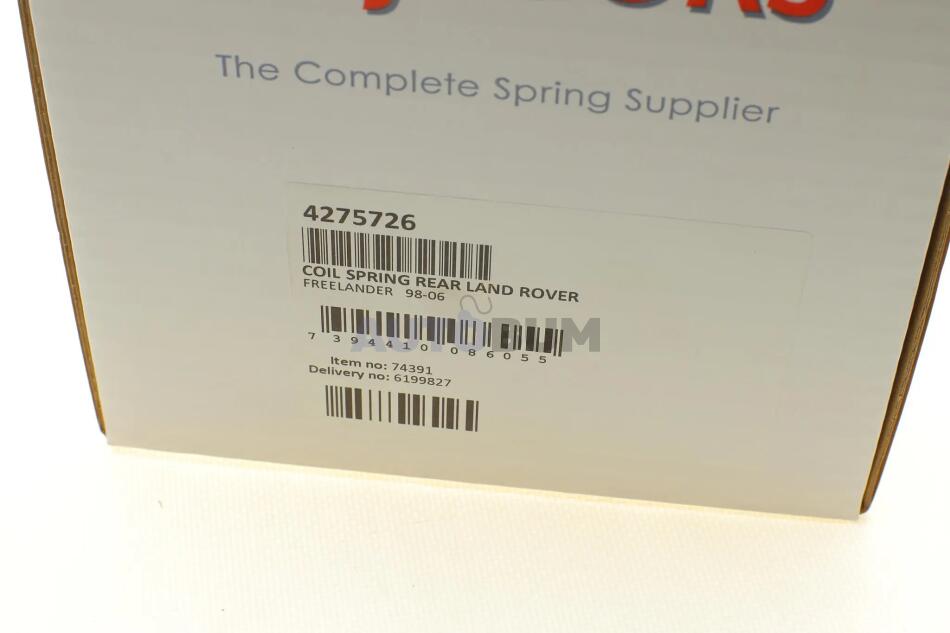 The Complete Spring Supplier
4275726
COIL SPRING REAR LAND ROVER
FREELANDER 98-06
AUTOBUM
7 394410 086055
Item no: 74391
Delivery no: 6199827